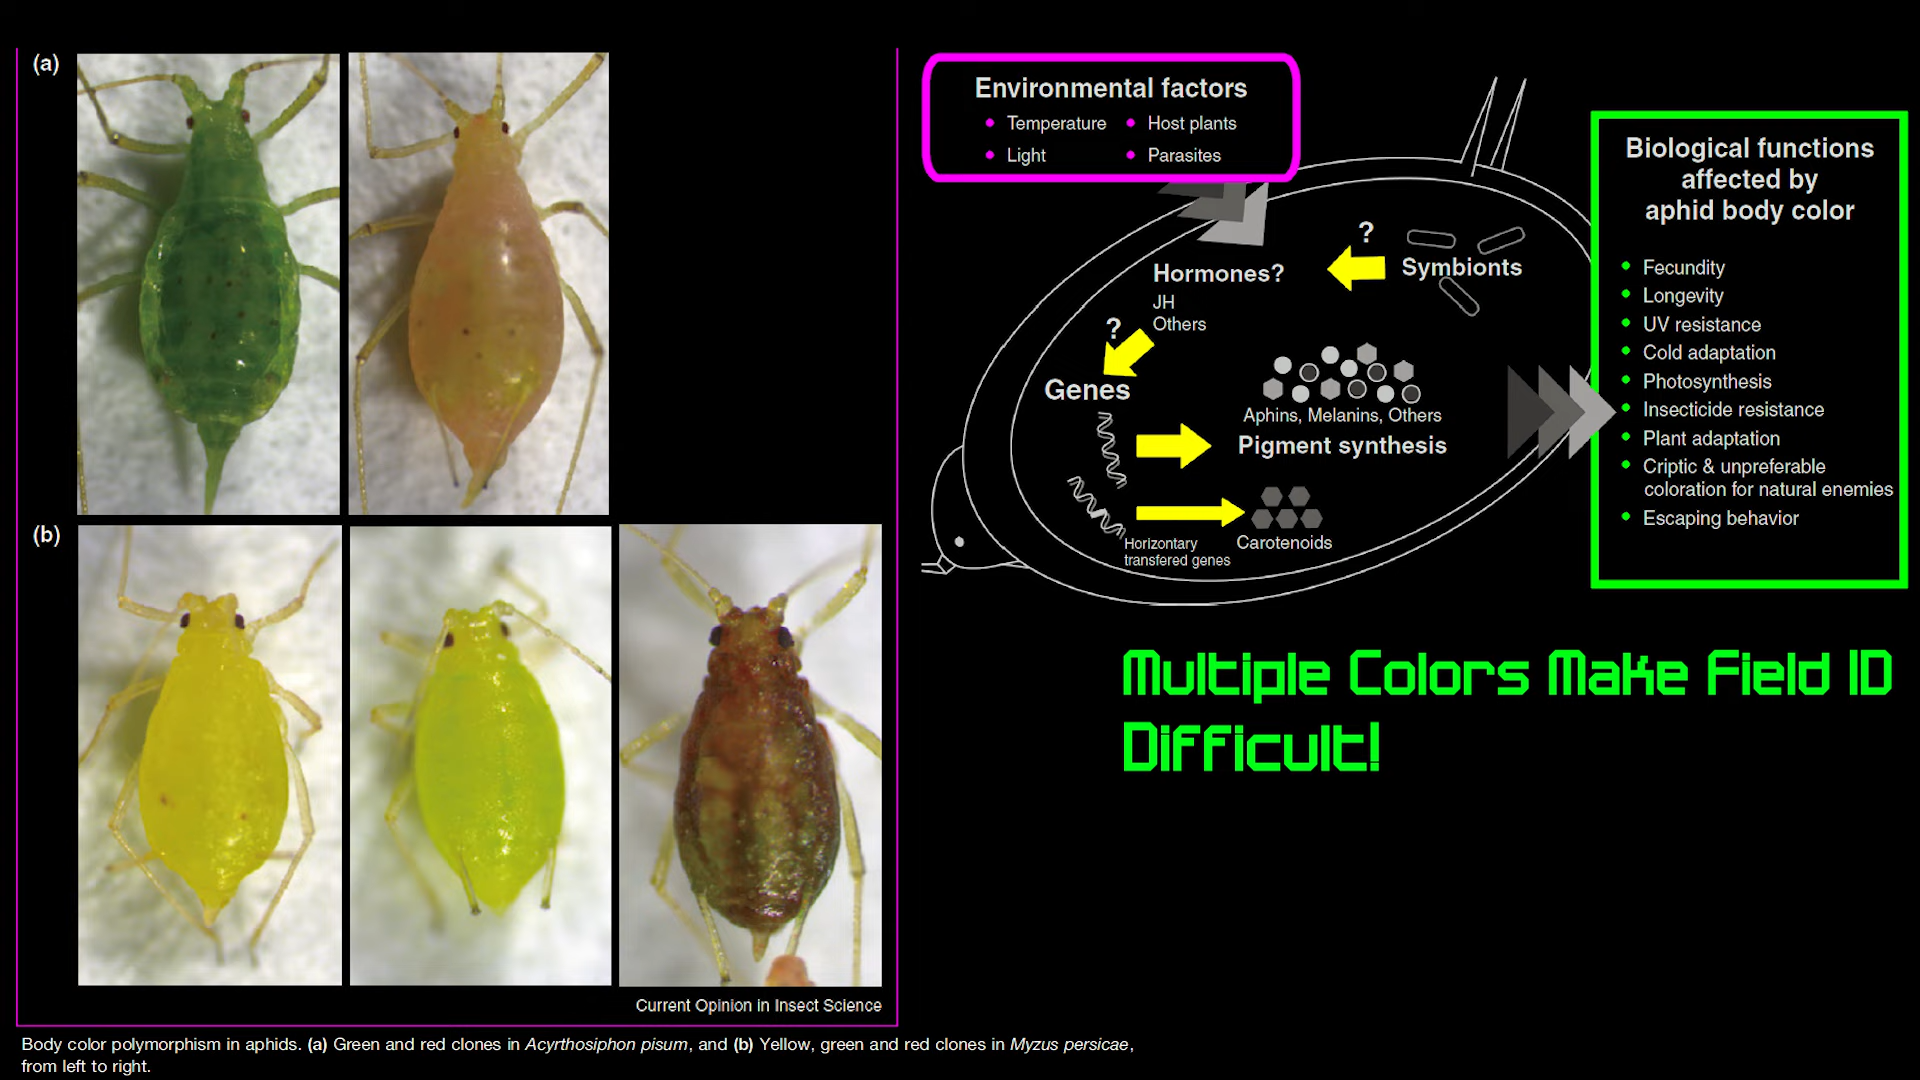 (a)
(b)
Current Opinion in Insect Science
Body color polymorphism in aphids. (a) Green and red clones in Acyrthosiphon pisum, and (b) Yellow, green and red clones in Myzus persicae,
from left to right.
Environmental factors
• Temperature • Host plants
• Light • Parasites
Hormones?
JH
Others
?
Symbionts
?
Genes
Aphins, Melanins, Others
Pigment synthesis
Horizontary
transfered genes
Carotenoids
Biological functions
affected by
aphid body color
• Fecundity
• Longevity
• UV resistance
• Cold adaptation
• Photosynthesis
• Insecticide resistance
• Plant adaptation
• Criptic & unpreferable
coloration for natural enemies
• Escaping behavior
Multiple Colors Make Field ID
Difficult!